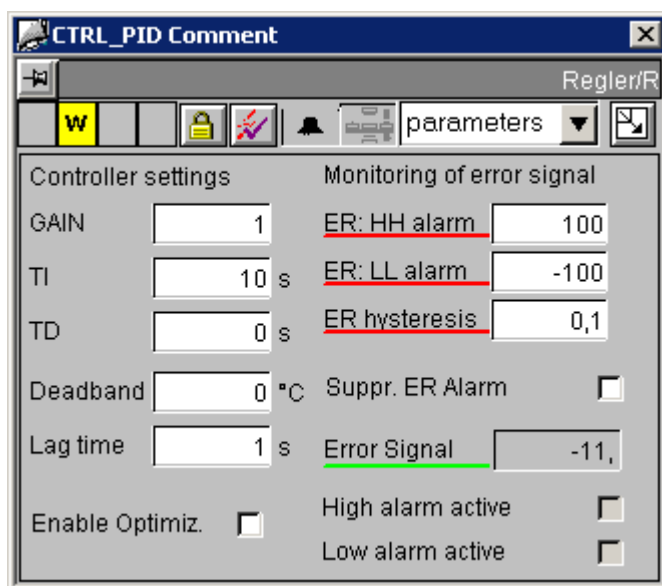 CTRL_PID Comment
Regler/R
W
parameters
Controller settings
Monitoring of error signal
GAIN 1
ER: HH alarm 100
TI 10 s
ER: LL alarm -100
TD 0 s
ER hysteresis 0,1
Deadband 0 °C
Suppr. ER Alarm
Lag time 1 s
Error Signal -11,
Enable Optimiz.
High alarm active
Low alarm active